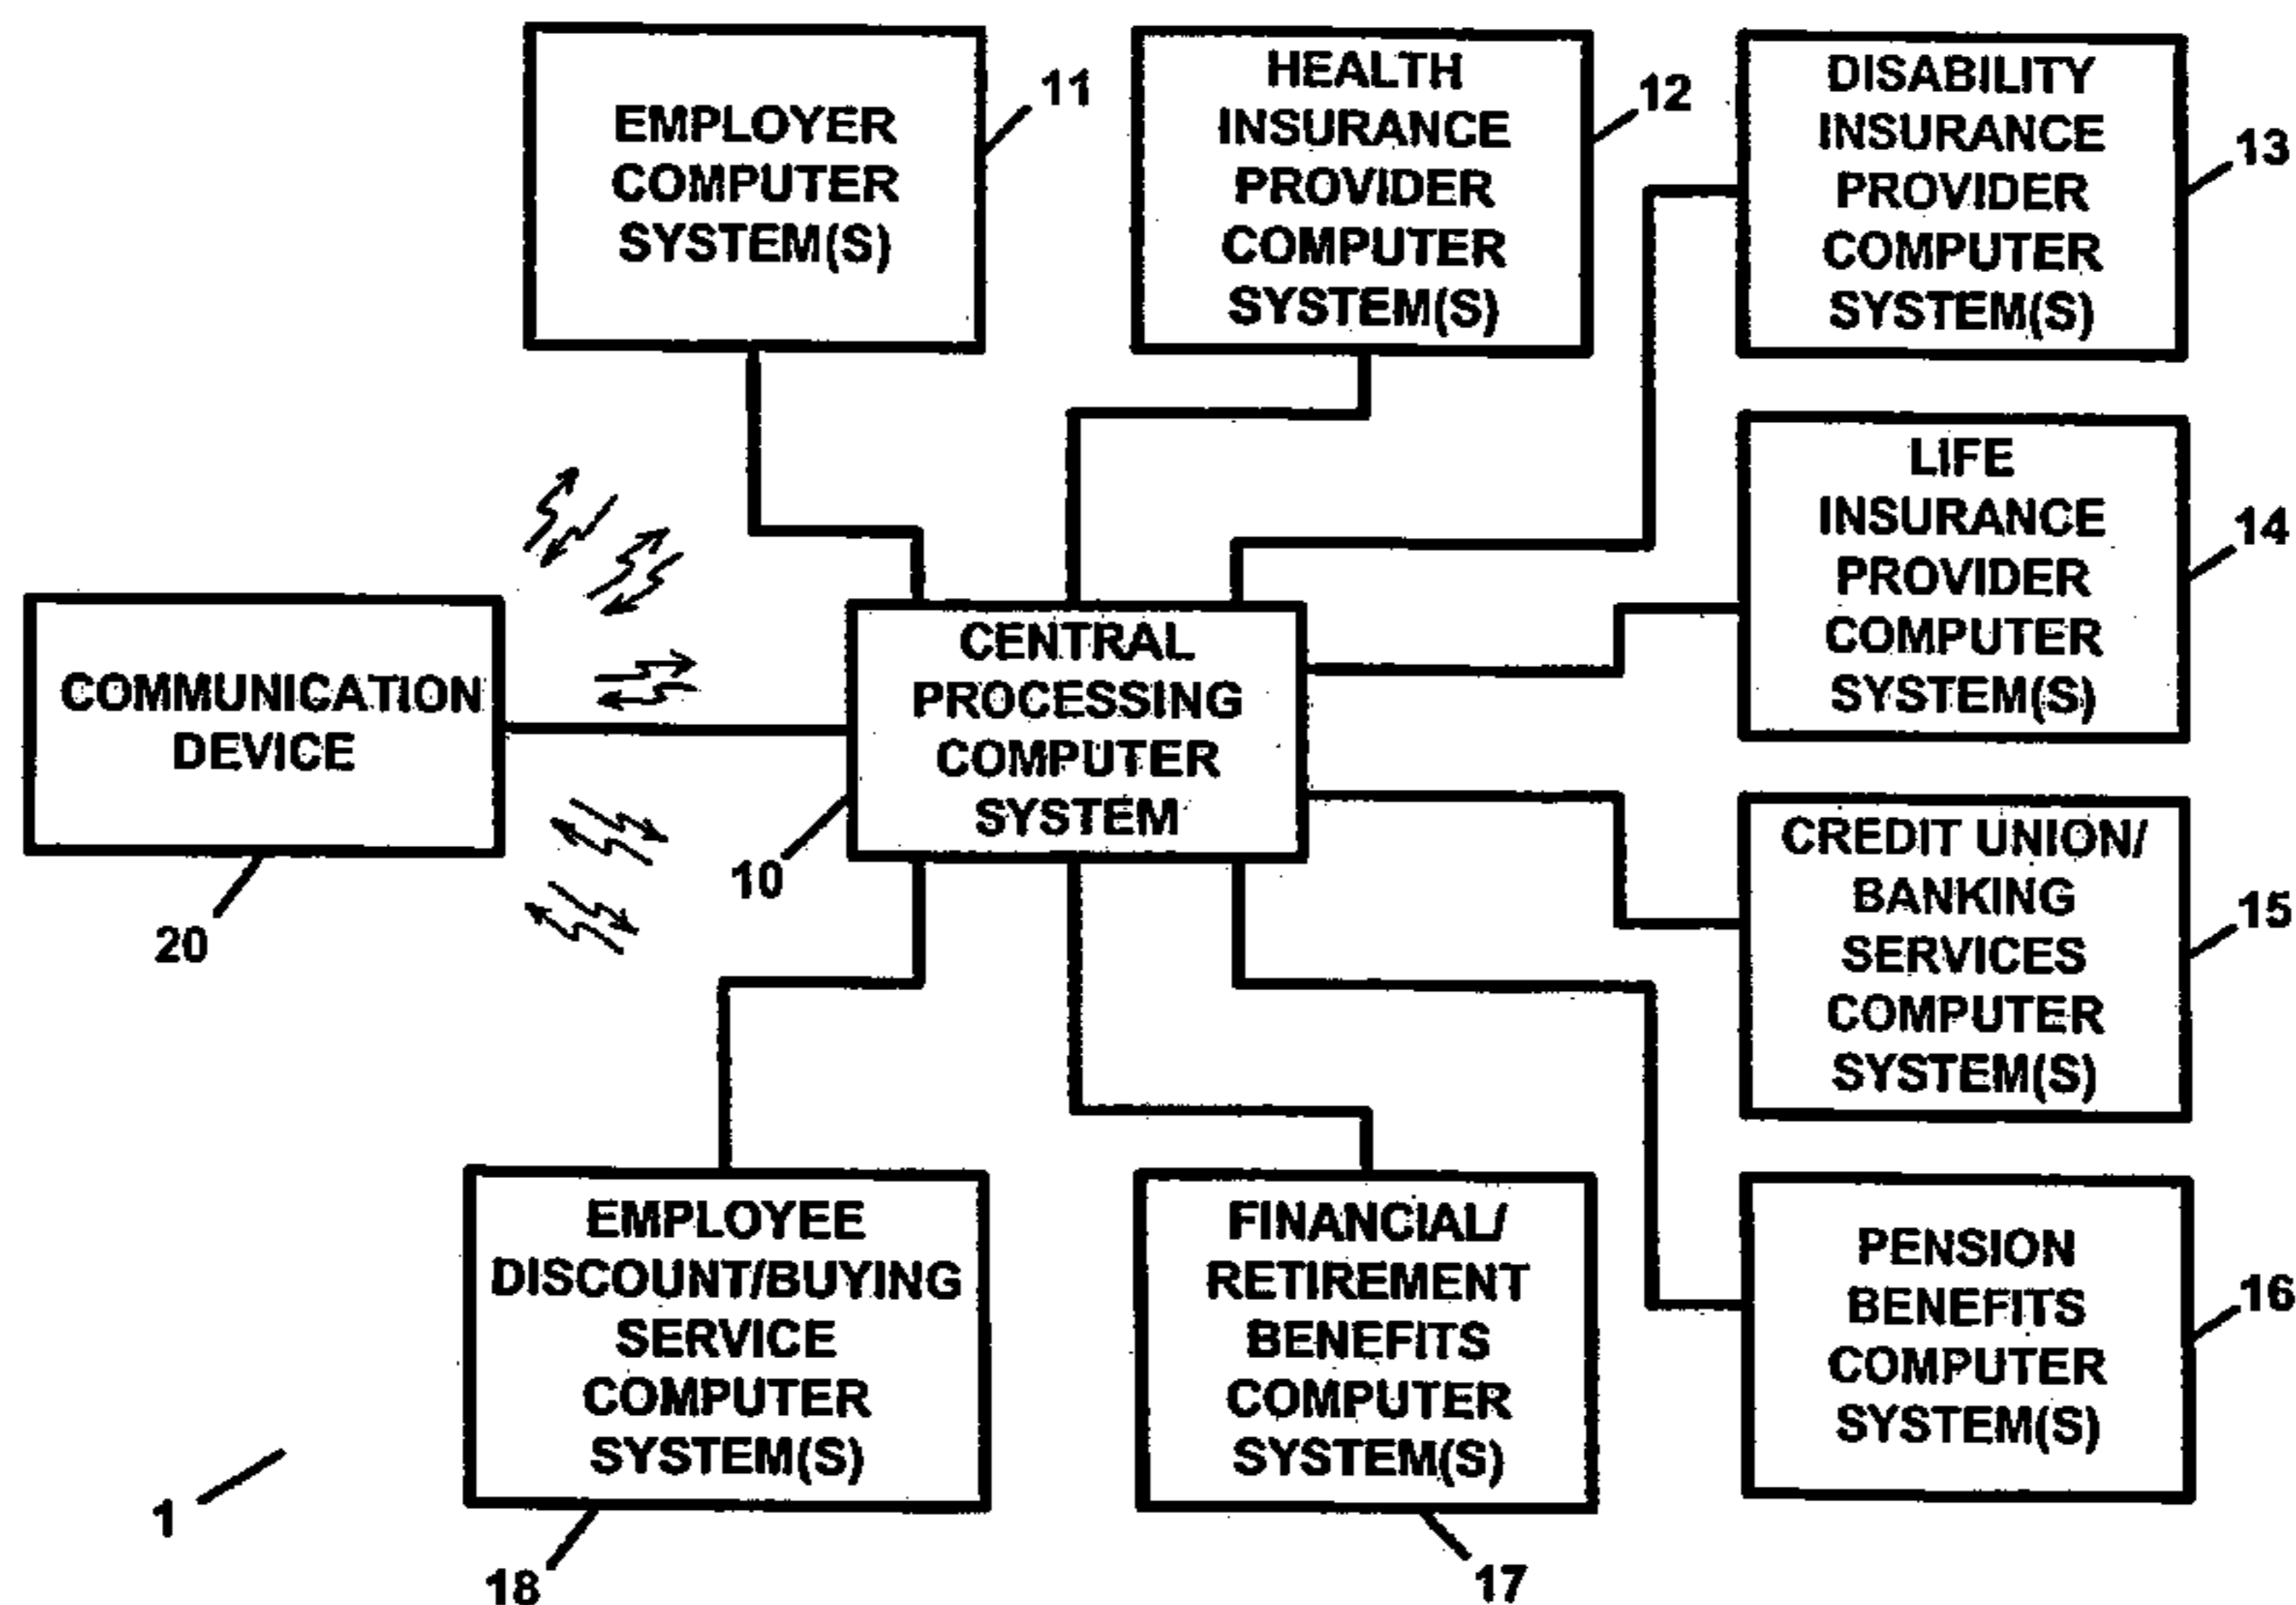 EMPLOYER
COMPUTER
SYSTEM(S)
11
HEALTH
INSURANCE
PROVIDER
COMPUTER
SYSTEM(S)
12
DISABILITY
INSURANCE
PROVIDER
COMPUTER
SYSTEM(S)
13
LIFE
INSURANCE
PROVIDER
COMPUTER
SYSTEM(S)
14
COMMUNICATION
DEVICE
20
CENTRAL
PROCESSING
COMPUTER
SYSTEM
10
CREDIT UNION/
BANKING
SERVICES
COMPUTER
SYSTEM(S)
15
EMPLOYEE
DISCOUNT/BUYING
SERVICE
COMPUTER
SYSTEM(S)
18
FINANCIAL/
RETIREMENT
BENEFITS
COMPUTER
SYSTEM(S)
17
PENSION
BENEFITS
COMPUTER
SYSTEM(S)
16
1